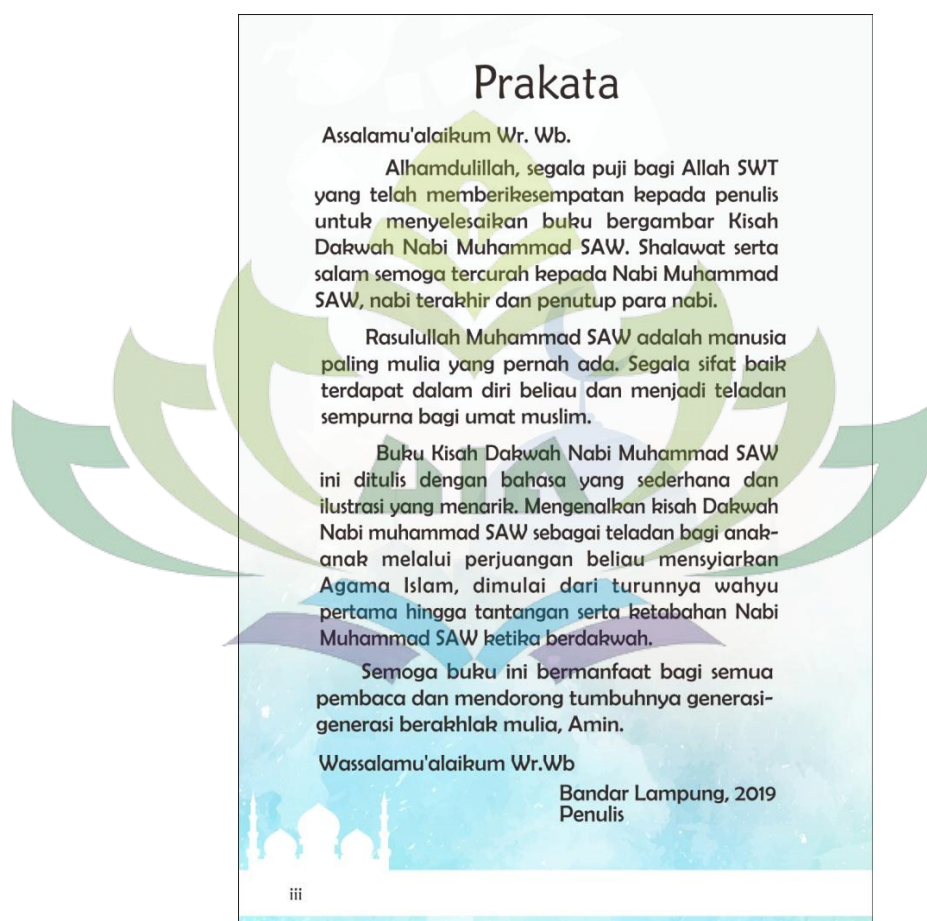 Prakata
Assalamu'alaikum Wr. Wb.
Alhamdulillah, segala puji bagi Allah SWT
yang telah memberikesempatan kepada penulis
untuk menyelesaikan buku bergambar Kisah
Dakwah Nabi Muhammad SAW. Shalawat serta
salam semoga tercurah kepada Nabi Muhammad
SAW, nabi terakhir dan penutup para nabi.
Rasulullah Muhammad SAW adalah manusia
paling mulia yang pernah ada. Segala sifat baik
terdapat dalam diri beliau dan menjadi teladan
sempurna bagi umat muslim.
Buku Kisah Dakwah Nabi Muhammad SAW
ini ditulis dengan bahasa yang sederhana dan
ilustrasi yang menarik. Mengenalkan kisah Dakwah
Nabi muhammad SAW sebagai teladan bagi anak-
anak melalui perjuangan beliau mensyiarkan
Agama Islam, dimulai dari turunnya wahyu
pertama hingga tantangan serta ketabahan Nabi
Muhammad SAW ketika berdakwah.
Semoga buku ini bermanfaat bagi semua
pembaca dan mendorong tumbuhnya generasi-
generasi berakhlak mulia, Amin.
Wassalamu'alaikum Wr.Wb
Bandar Lampung, 2019
Penulis
iii